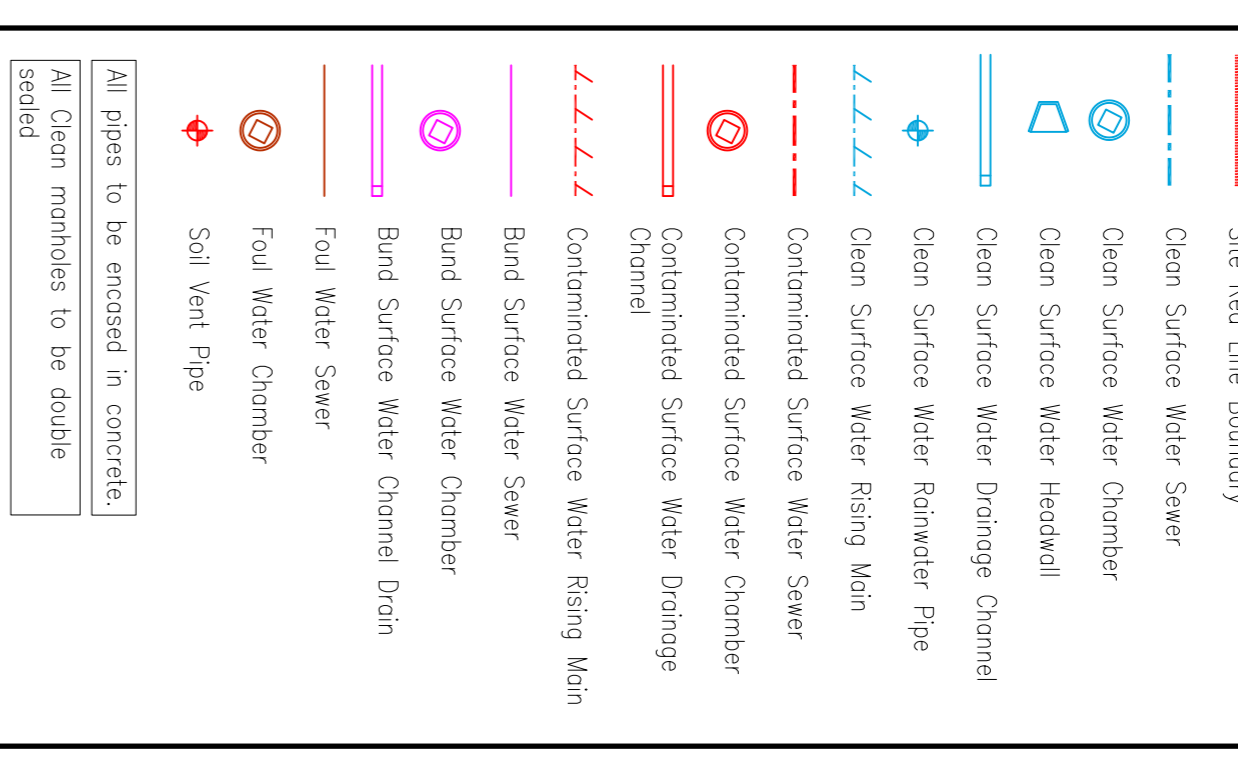 Site Red Line Boundary
Clean Surface Water Sewer
Clean Surface Water Chamber
Clean Surface Water Headwall
Clean Surface Water Drainage Channel
Clean Surface Water Rainwater Pipe
Clean Surface Water Rising Main
Contaminated Surface Water Sewer
Contaminated Surface Water Chamber
Contaminated Surface Water Drainage
Channel
Contaminated Surface Water Rising Main
Bund Surface Water Sewer
Bund Surface Water Chamber
Bund Surface Water Channel Drain
Foul Water Sewer
Foul Water Chamber
Soil Vent Pipe
All pipes to be encased in concrete.
All Clean manholes to be double
sealed